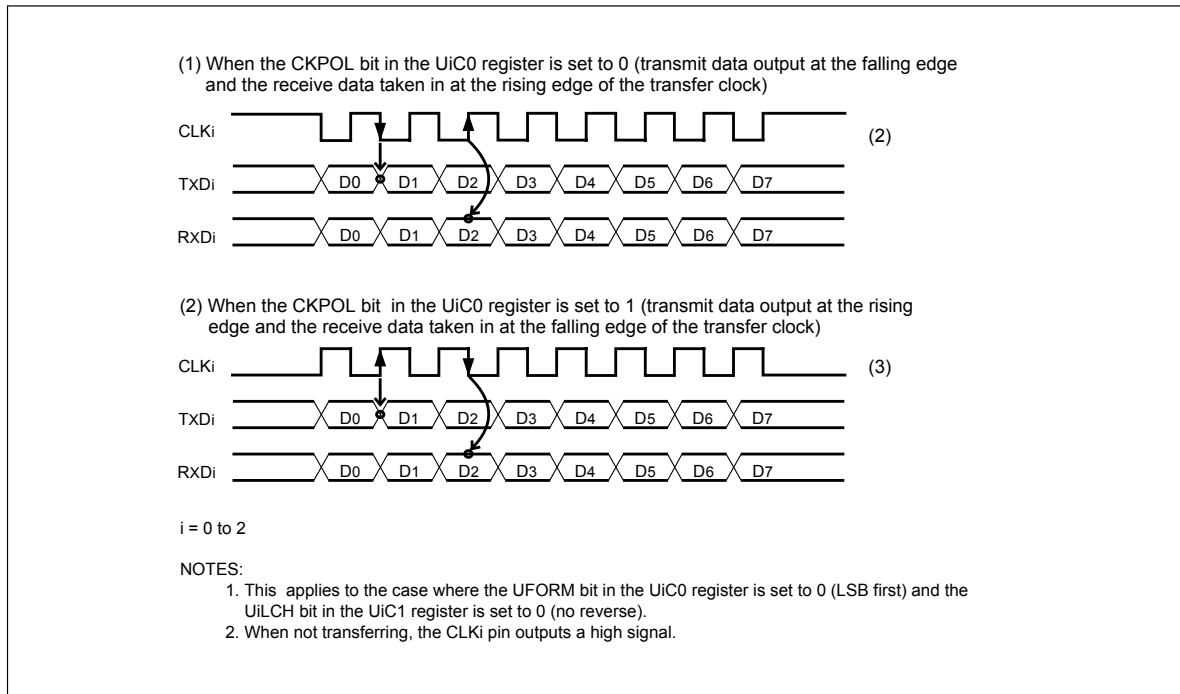 (1) When the CKPOL bit in the UiC0 register is set to 0 (transmit data output at the falling edge
and the receive data taken in at the rising edge of the transfer clock)
CLKi
(2)
TXDi
D0 D1 D2 D3 D4 D5 D6 D7
RXDi
D0 D1 D2 D3 D4 D5 D6 D7
(2) When the CKPOL bit in the UiC0 register is set to 1 (transmit data output at the rising
edge and the receive data taken in at the falling edge of the transfer clock)
CLKi
(3)
TXDi
D0 D1 D2 D3 D4 D5 D6 D7
RXDi
D0 D1 D2 D3 D4 D5 D6 D7
i = 0 to 2
NOTES:
1. This applies to the case where the UFORM bit in the UiC0 register is set to 0 (LSB first) and the
UiLCH bit in the UiC1 register is set to 0 (no reverse).
2. When not transferring, the CLKi pin outputs a high signal.